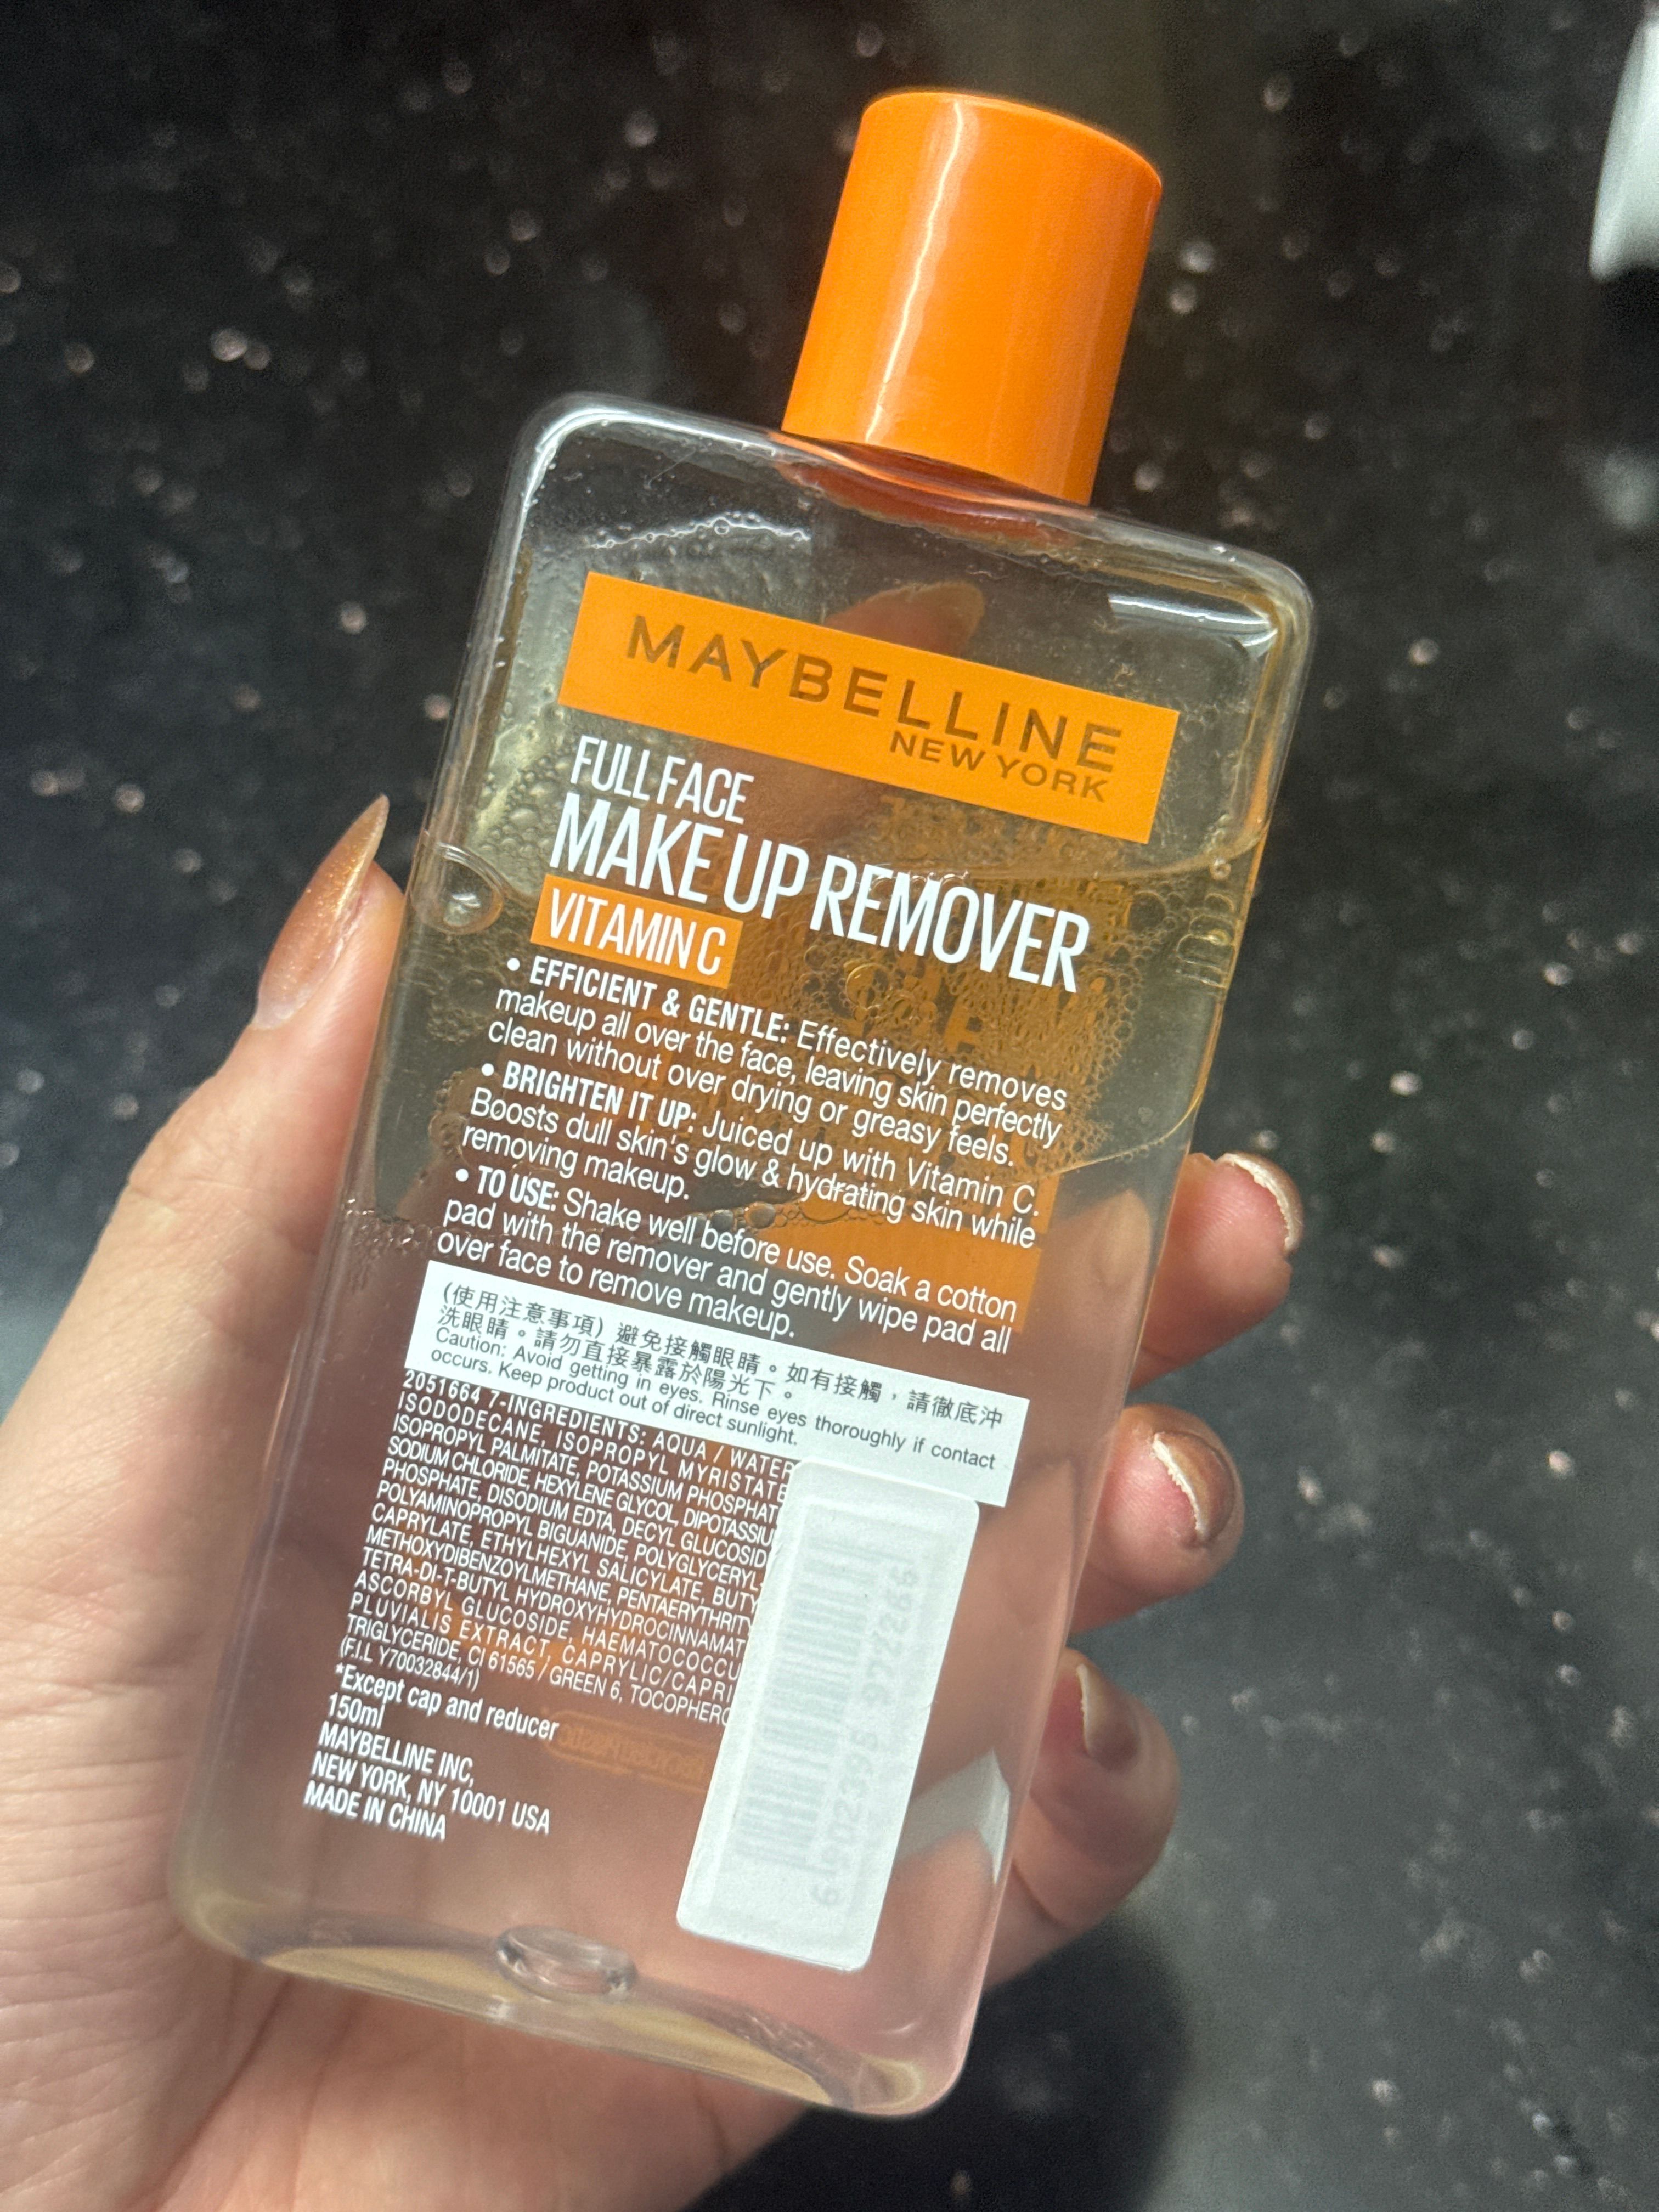 MAYBELLINE
NEW YORK
FULL FACE
MAKE UP REMOVER
VITAMIN C
• EFFICIENT & GENTLE: Effectively removes
makeup all over the face, leaving skin perfectly
clean without over drying or greasy feels.
• BRIGHTEN IT UP: Juiced up with Vitamin C.
Boosts dull skin's glow & hydrating skin while
removing makeup.
• TO USE: Shake well before use. Soak a cotton
pad with the remover and gently wipe pad all
over face to remove makeup.
(使用注意事項) 避免接觸眼睛。如有接觸，請徹底沖
洗眼睛。請勿直接暴露於陽光下。
Caution: Avoid getting in eyes. Rinse eyes thoroughly if contact
occurs. Keep product out of direct sunlight.
2051664 7-INGREDIENTS: AQUA / WATER
ISODODECANE, ISOPROPYL MYRISTATE
ISOPROPYL PALMITATE, POTASSIUM PHOSPHAT
SODIUM CHLORIDE, HEXYLENE GLYCOL, DIPOTASSIU
PHOSPHATE, DISODIUM EDTA, DECYL GLUCOSID
POLYAMINOPROPYL BIGUANIDE, POLYGLYCERYL-
CAPRYLATE, ETHYLHEXYL SALICYLATE, BUTY
METHOXYDIBENZOYLMETHANE, PENTAERYTHRITY
TETRA-DI-T-BUTYL HYDROXYHYDROCINNAMAT
ASCORBYL GLUCOSIDE, HAEMATOCOCCU
PLUVIALIS EXTRACT, CAPRYLIC/CAPRI
TRIGLYCERIDE, CI 61565 / GREEN 6, TOCOPHERO
(F.I.L Y70032844/1)
*Except cap and reducer
150ml
MAYBELLINE INC,
NEW YORK, NY 10001 USA
MADE IN CHINA